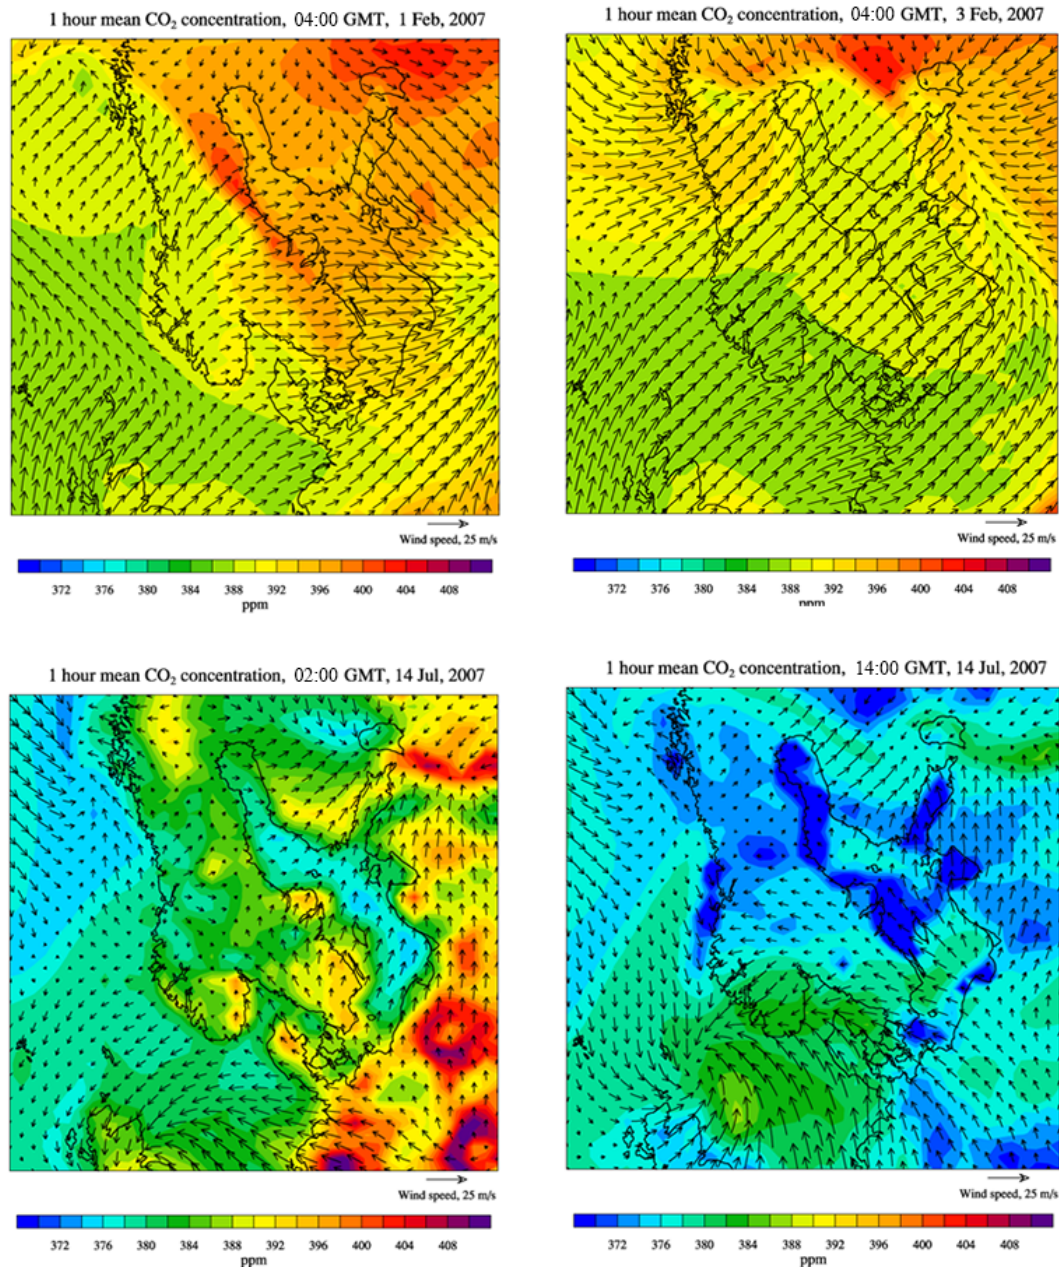 1 hour mean CO₂ concentration, 04:00 GMT, 1 Feb, 2007
Wind speed, 25 m/s
372 376 380 384 388 392 396 400 404 408
ppm
1 hour mean CO₂ concentration, 04:00 GMT, 3 Feb, 2007
Wind speed, 25 m/s
372 376 380 384 388 392 396 400 404 408
ppm
1 hour mean CO₂ concentration, 02:00 GMT, 14 Jul, 2007
Wind speed, 25 m/s
372 376 380 384 388 392 396 400 404 408
ppm
1 hour mean CO₂ concentration, 14:00 GMT, 14 Jul, 2007
Wind speed, 25 m/s
372 376 380 384 388 392 396 400 404 408
ppm